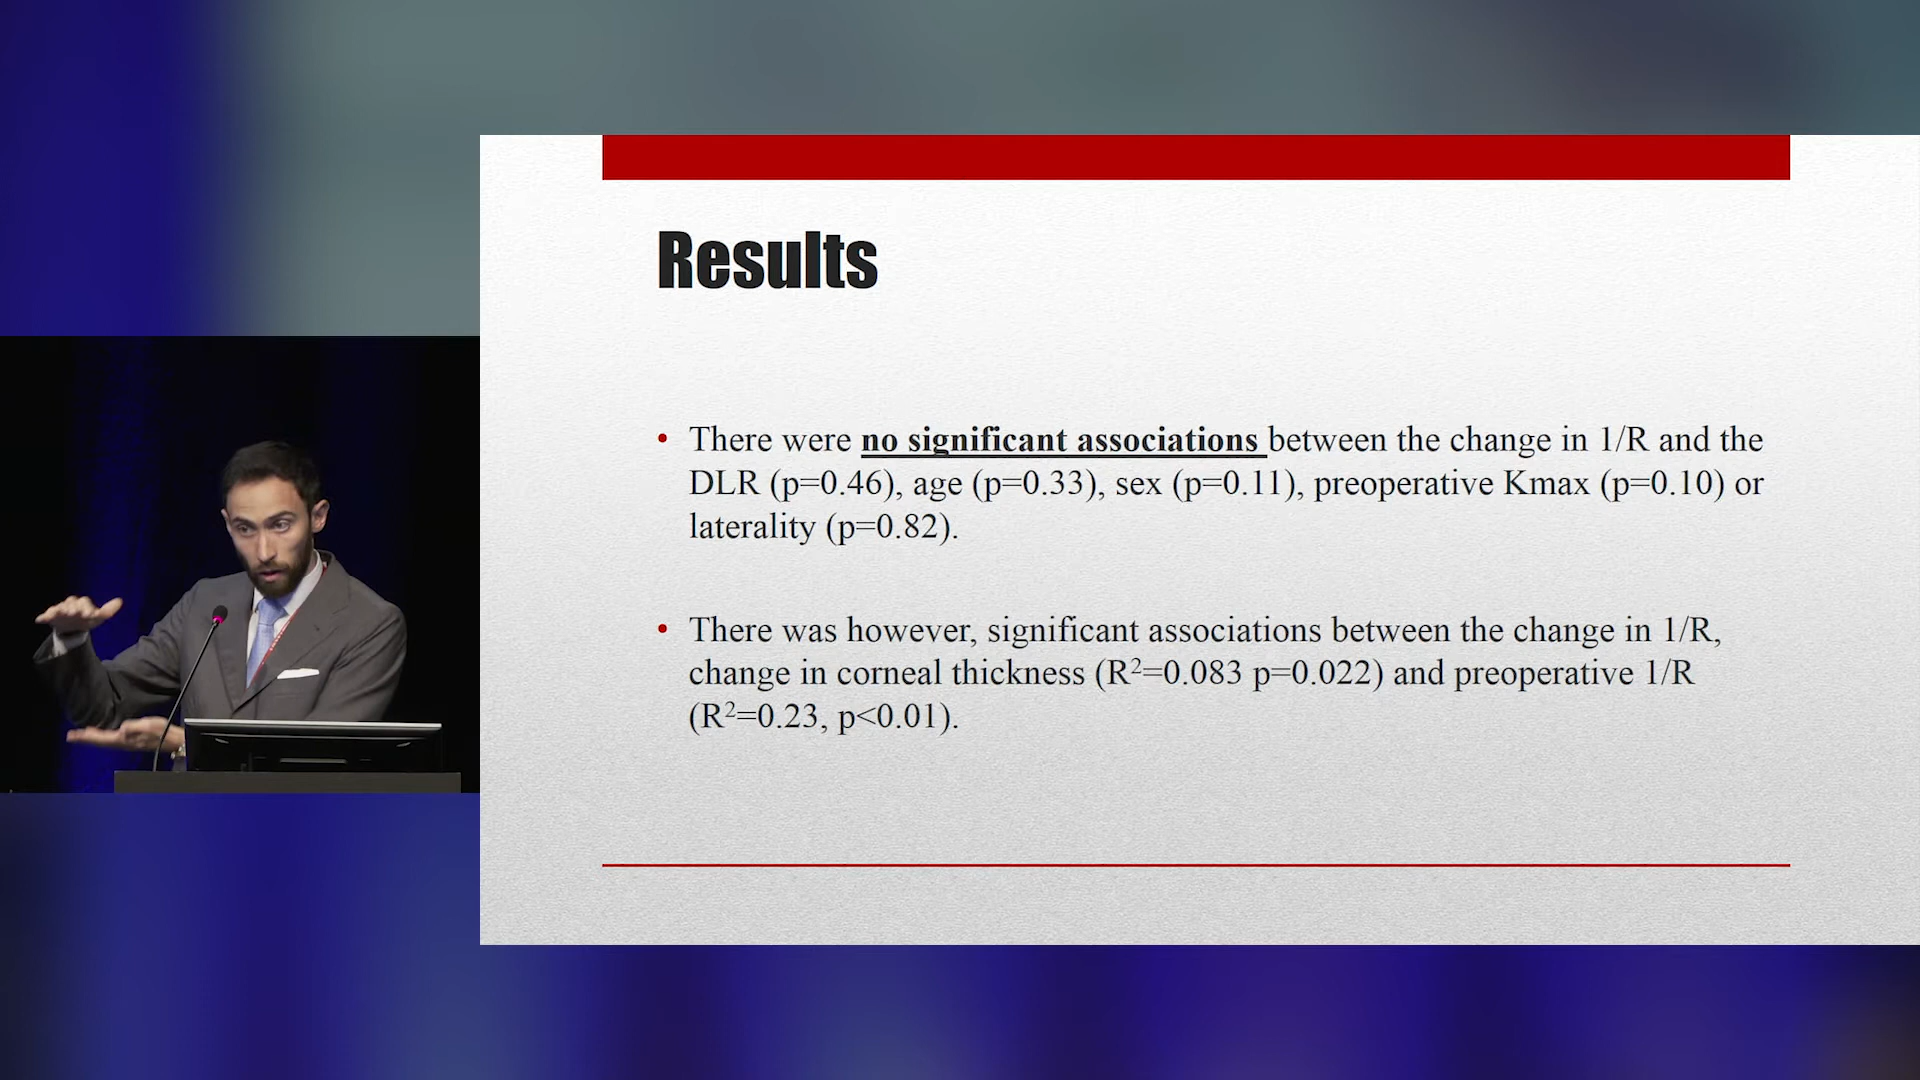 Results
• There were no significant associations between the change in 1/R and the
DLR (p=0.46), age (p=0.33), sex (p=0.11), preoperative Kmax (p=0.10) or
laterality (p=0.82).
• There was however, significant associations between the change in 1/R,
change in corneal thickness (R²=0.083 p=0.022) and preoperative 1/R
(R²=0.23, p<0.01).